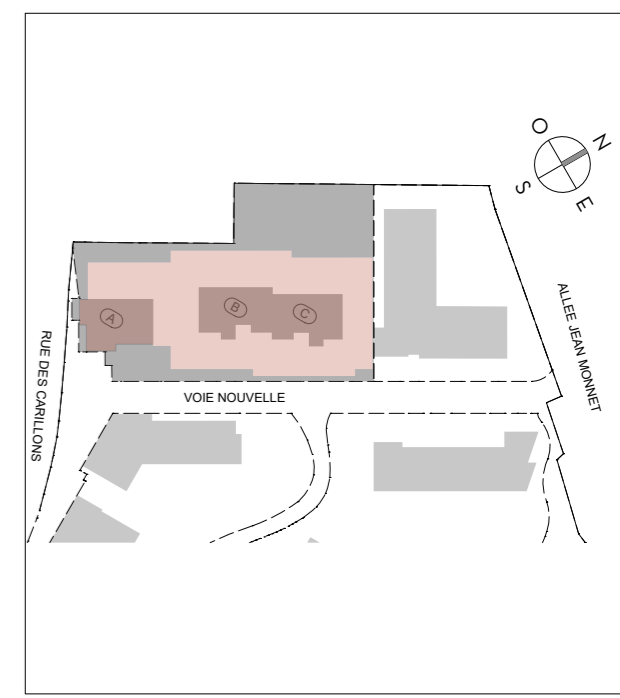 O
N
S
E
A
B
C
RUE DES CARILLONS
VOIE NOUVELLE
ALLEE JEAN MONNET